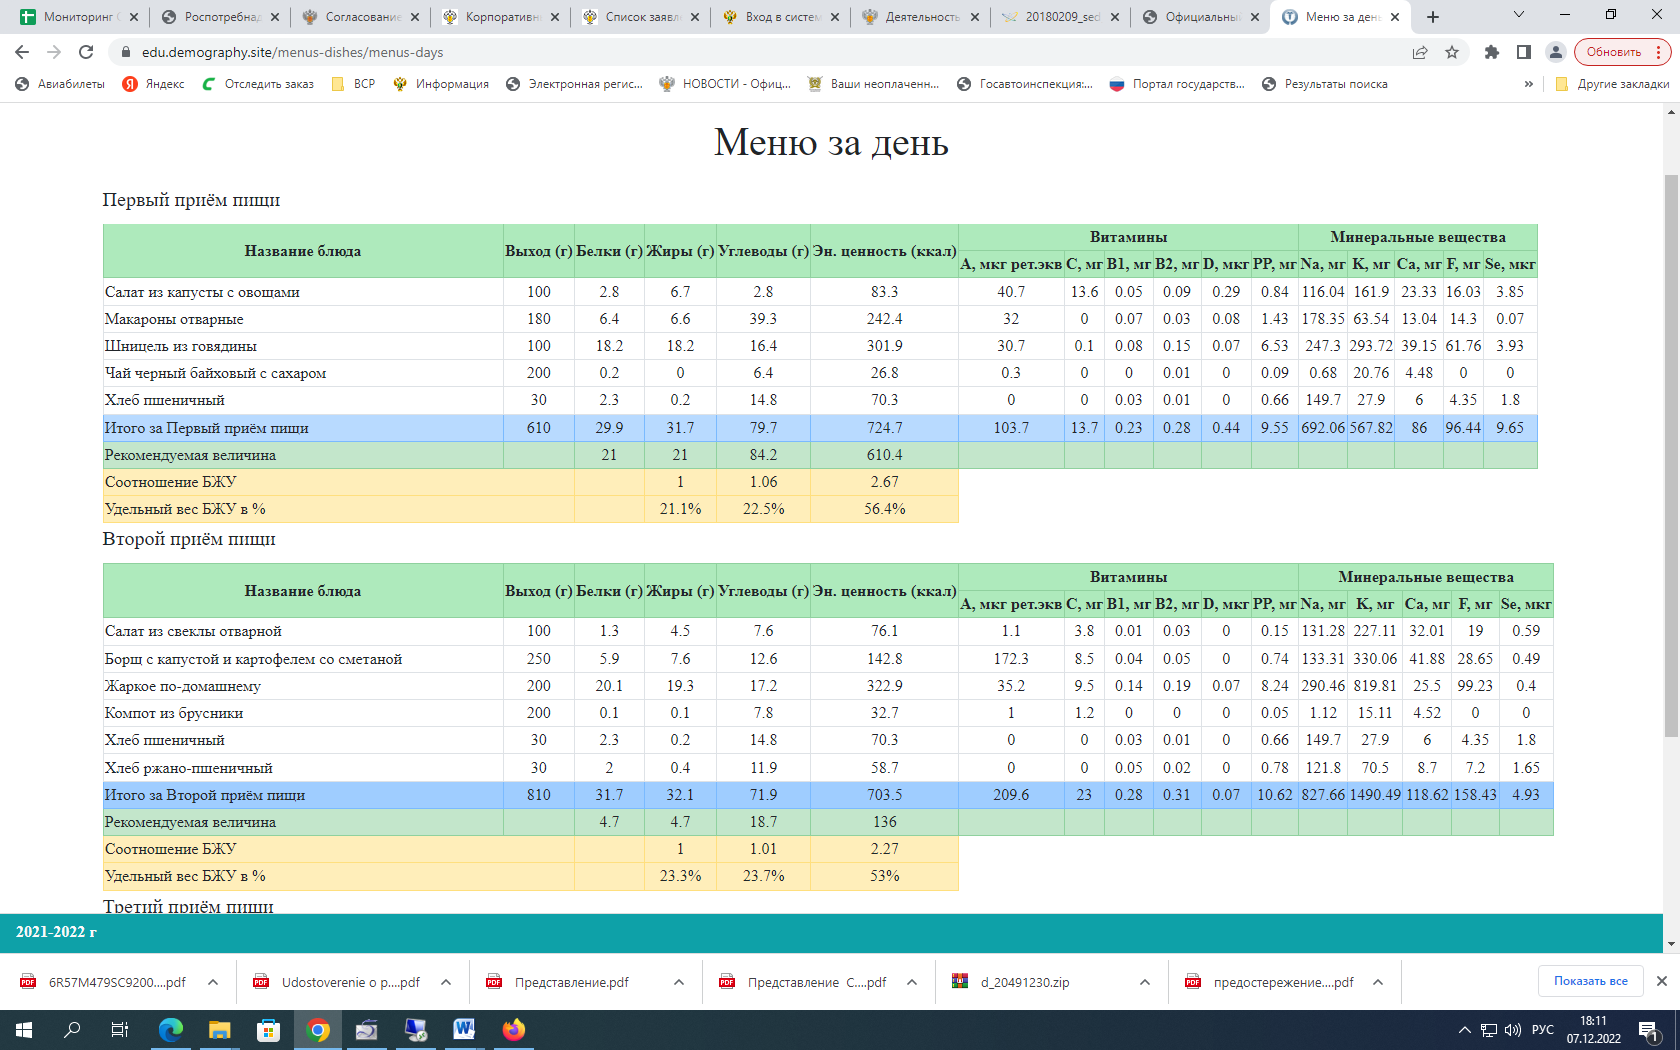 Мониторинг С
Роспотребнад
Согласование
Корпоративн
Список заявл
Вход в систем
Деятельность
20180209_sed
Официальный
Меню за день
edu.demography.site/menus-dishes/menus-days
Обновить
Авиабилеты
Яндекс
Отследить заказ
ВСР
Информация
Электронная регис...
НОВОСТИ - Офиц...
Ваши неоплаченн...
Госавтоинспекция:...
Портал государств...
Результаты поиска
»
Другие закладки
Меню за день
Первый приём пищи
Название блюда Выход (г) Белки (г) Жиры (г) Углеводы (г) Эн. ценность (ккал) Витамины Минеральные вещества
A, мкг рет.экв C, мг B1, мг B2, мг D, мкг PP, мг Na, мг K, мг Ca, мг F, мг Se, мкг
Салат из капусты с овощами 100 2.8 6.7 2.8 83.3 40.7 13.6 0.05 0.09 0.29 0.84 116.04 161.9 23.33 16.03 3.85
Макароны отварные 180 6.4 6.6 39.3 242.4 32 0 0.07 0.03 0.08 1.43 178.35 63.54 13.04 14.3 0.07
Шницель из говядины 100 18.2 18.2 16.4 301.9 30.7 0.1 0.08 0.15 0.07 6.53 247.3 293.72 39.15 61.76 3.93
Чай черный байховый с сахаром 200 0.2 0 6.4 26.8 0.3 0 0 0.01 0 0.09 0.68 20.76 4.48 0 0
Хлеб пшеничный 30 2.3 0.2 14.8 70.3 0 0 0.03 0.01 0 0.66 149.7 27.9 6 4.35 1.8
Итого за Первый приём пищи 610 29.9 31.7 79.7 724.7 103.7 13.7 0.23 0.28 0.44 9.55 692.06 567.82 86 96.44 9.65
Рекомендуемая величина 21 21 84.2 610.4
Соотношение БЖУ 1 1.06 2.67
Удельный вес БЖУ в % 21.1% 22.5% 56.4%
Второй приём пищи
Название блюда Выход (г) Белки (г) Жиры (г) Углеводы (г) Эн. ценность (ккал) Витамины Минеральные вещества
A, мкг рет.экв C, мг B1, мг B2, мг D, мкг PP, мг Na, мг K, мг Ca, мг F, мг Se, мкг
Салат из свеклы отварной 100 1.3 4.5 7.6 76.1 1.1 3.8 0.01 0.03 0 0.15 131.28 227.11 32.01 19 0.59
Борщ с капустой и картофелем со сметаной 250 5.9 7.6 12.6 142.8 172.3 8.5 0.04 0.05 0 0.74 133.31 330.06 41.88 28.65 0.49
Жаркое по-домашнему 200 20.1 19.3 17.2 322.9 35.2 9.5 0.14 0.19 0.07 8.24 290.46 819.81 25.5 99.23 0.4
Компот из брусники 200 0.1 0.1 7.8 32.7 1 1.2 0 0 0 0.05 1.12 15.11 4.52 0 0
Хлеб пшеничный 30 2.3 0.2 14.8 70.3 0 0 0.03 0.01 0 0.66 149.7 27.9 6 4.35 1.8
Хлеб ржано-пшеничный 30 2 0.4 11.9 58.7 0 0 0.05 0.02 0 0.78 121.8 70.5 8.7 7.2 1.65
Итого за Второй приём пищи 810 31.7 32.1 71.9 703.5 209.6 23 0.28 0.31 0.07 10.62 827.66 1490.49 118.62 158.43 4.93
Рекомендуемая величина 4.7 4.7 18.7 136
Соотношение БЖУ 1 1.01 2.27
Удельный вес БЖУ в % 23.3% 23.7% 53%
Третий приём пищи
2021-2022 г
6R57M479SC9200....pdf
Udostoverenie o p....pdf
Представление.pdf
Представление С....pdf
d_20491230.zip
предостережение....pdf
Показать все
РУС
18:11
07.12.2022
1